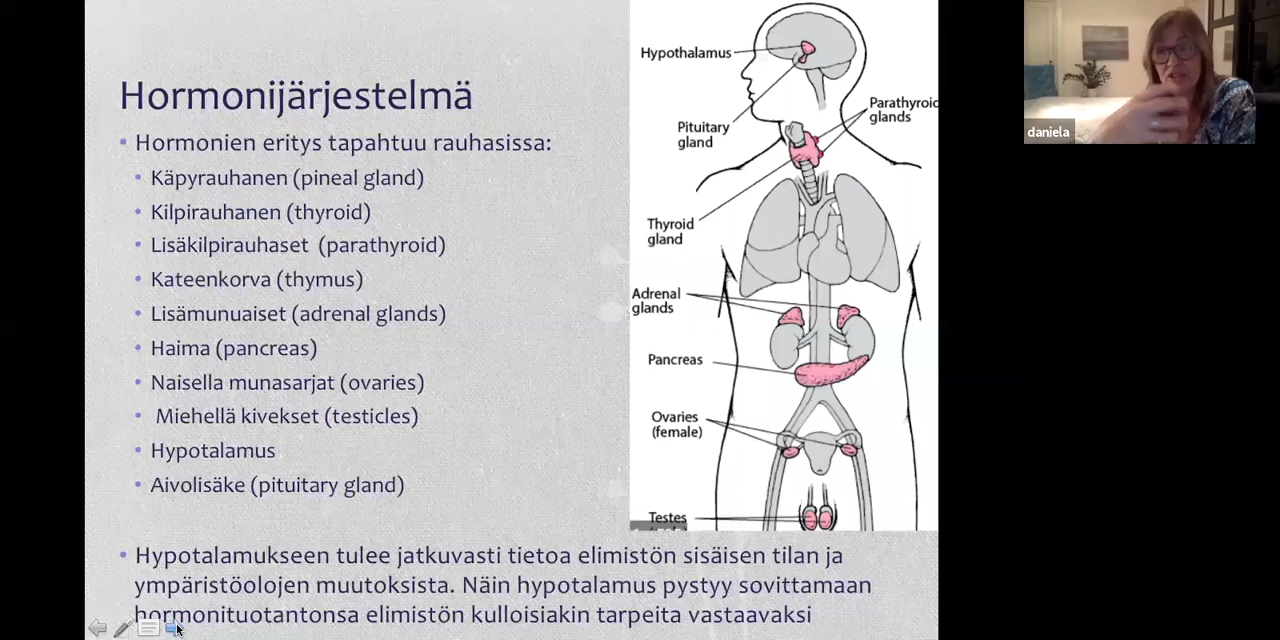 Hormonijärjestelmä
Hormonien eritys tapahtuu rauhasissa:
Käpyrauhanen (pineal gland)
Kilpirauhanen (thyroid)
Lisäkilpirauhaset (parathyroid)
Kateenkorva (thymus)
Lisämunuaiset (adrenal glands)
Haima (pancreas)
Naisella munasarjat (ovaries)
Miehellä kivekset (testicles)
Hypotalamus
Aivolisäke (pituitary gland)
Hypotalamukseen tulee jatkuvasti tietoa elimistön sisäisen tilan ja
ympäristöolojen muutoksista. Näin hypotalamus pystyy sovittamaan
hormonituotantonsa elimistön kulloisiakin tarpeita vastaavaksi
Hypothalamus
Pituitary
gland
Parathyroid
glands
Thyroid
gland
Adrenal
glands
Pancreas
Ovaries
(female)
Testes
daniela